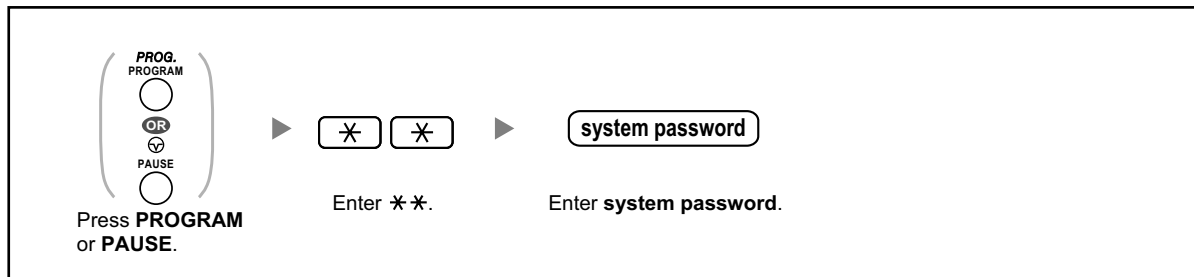 PROG.
PROGRAM
OR
PAUSE
Press PROGRAM
or PAUSE.
* *
Enter * *.
system password
Enter system password.